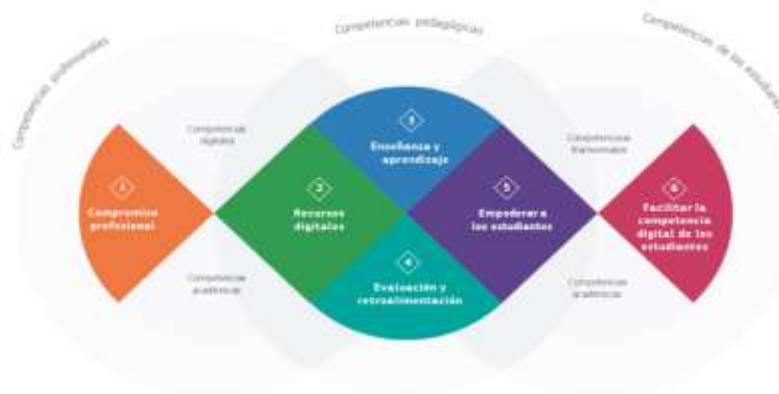 Competencias profesionales
Competencias pedagógicas
Competencias de los estudiantes
Competencias
digitales
Competencias
transversales
1
Compromiso
profesional
2
Recursos
digitales
3
Enseñanza y
aprendizaje
5
Empoderar a
los estudiantes
6
Facilitar la
competencia
digital de los
estudiantes
4
Evaluación y
retroalimentación
Competencias
académicas
Competencias
académicas